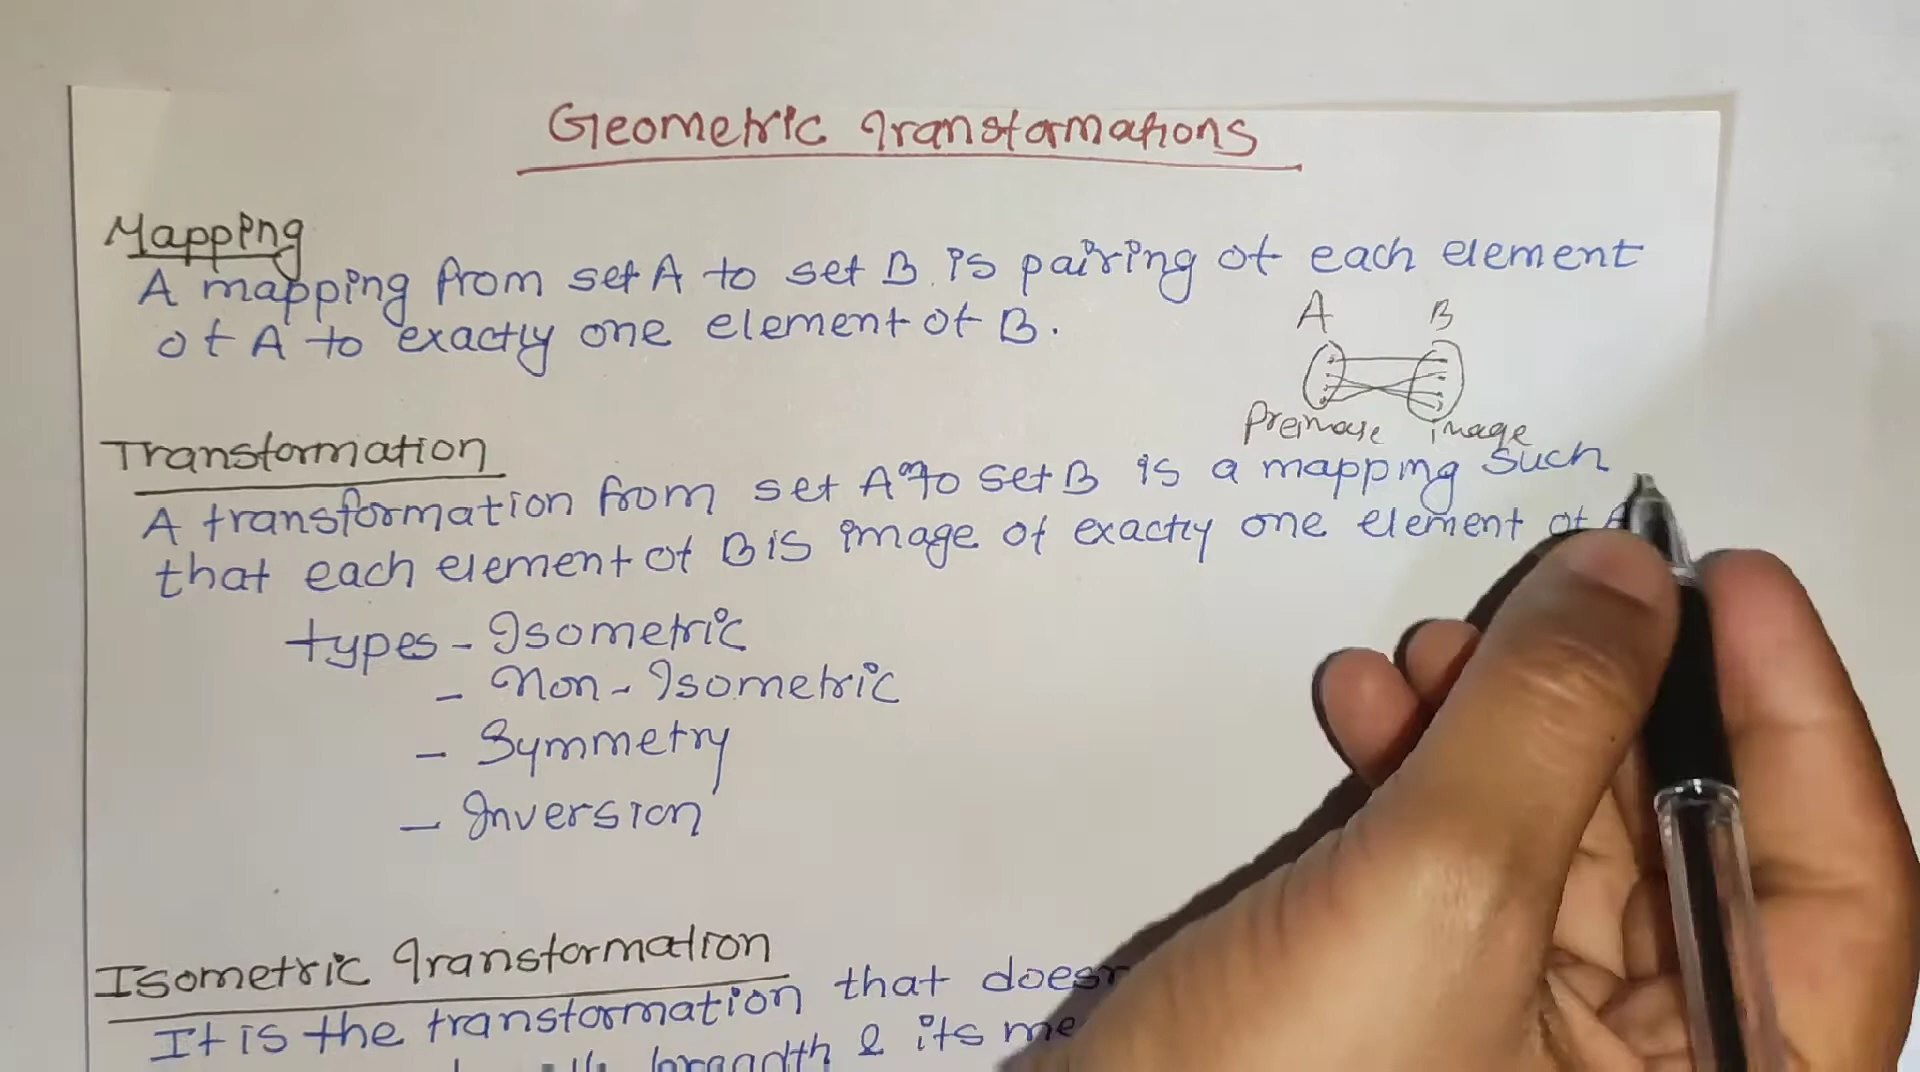 Geometric Transformations
Mapping
A mapping from set A to set B is pairing of each element
of A to exactly one element of B.
A B
Preimage image
Transformation
A transformation from set A to set B is a mapping such
that each element of B is image of exactly one element of A
types - Isometric
- Non-Isometric
- Symmetry
- Inversion
Isometric Transformation
It is the transformation that
breadth & its